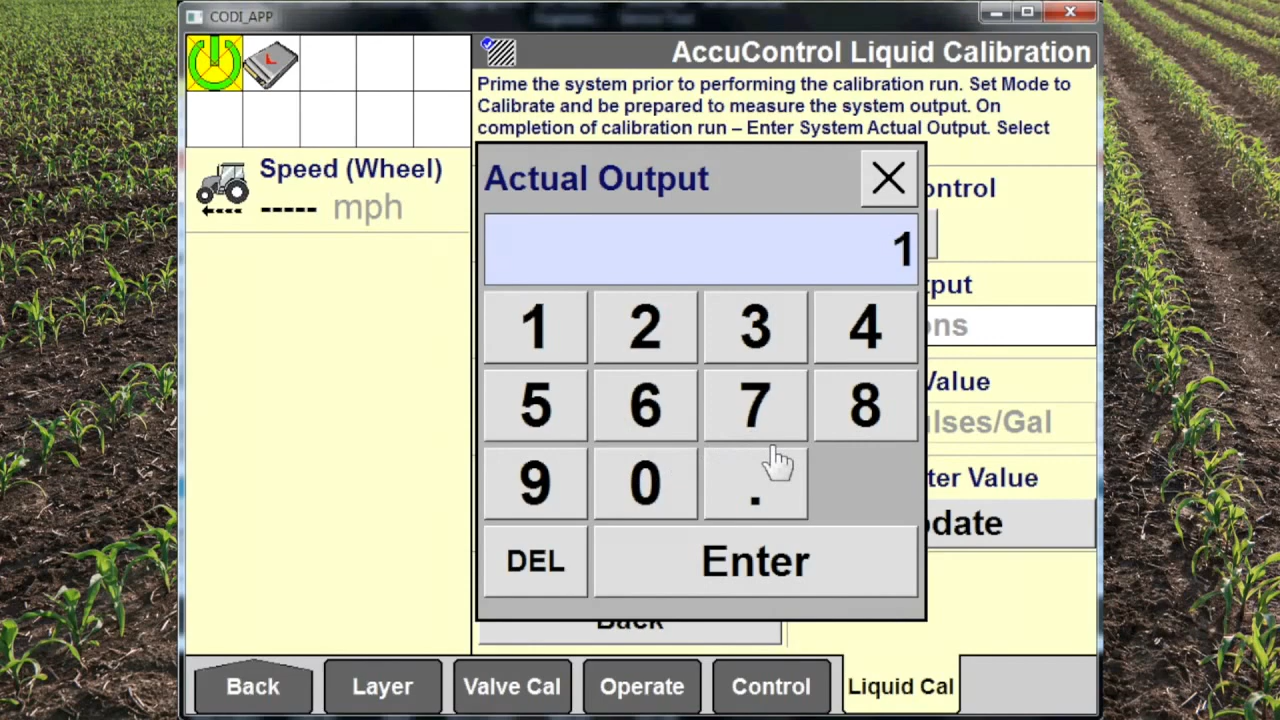 CODI_APP
AccuControl Liquid Calibration
Prime the system prior to performing the calibration run. Set Mode to
Calibrate and be prepared to measure the system output. On
completion of calibration run – Enter System Actual Output. Select
Speed (Wheel)
----- mph
Actual Output
1
1 2 3 4
5 6 7 8
9 0 .
DEL Enter
ontrol
put
ons
Value
lses/Gal
ter Value
date
Back
Back Layer Valve Cal Operate Control Liquid Cal